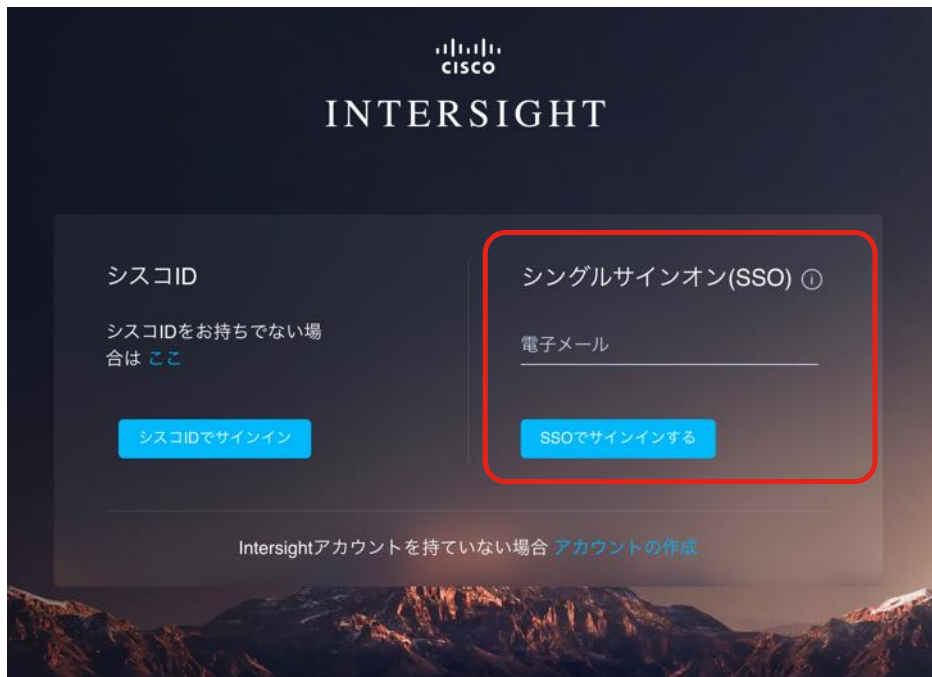 CISCO
INTERSIGHT
シスコID
シスコIDをお持ちでない場
合は ここ
シスコIDでサインイン
シングルサインオン(SSO) i
電子メール
SSOでサインインする
Intersightアカウントを持ていない場合 アカウントの作成